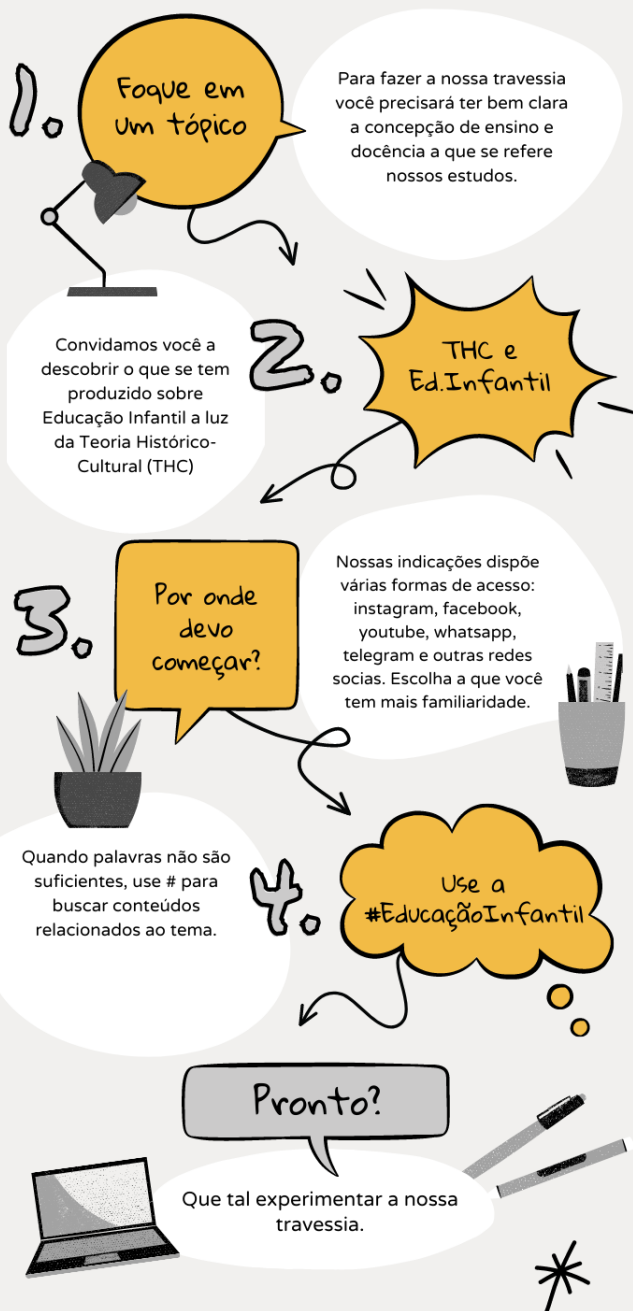 1.
Foque em
um tópico
Para fazer a nossa travessia
você precisará ter bem clara
a concepção de ensino e
docência a que se refere
nossos estudos.
2.
THC e
Ed.Infantil
Convidamos você a
descobrir o que se tem
produzido sobre
Educação Infantil a luz
da Teoria Histórico-
Cultural (THC)
3.
Por onde
devo
começar?
Nossas indicações dispõe
várias formas de acesso:
instagram, facebook,
youtube, whatsapp,
telegram e outras redes
socias. Escolha a que você
tem mais familiaridade.
4.
Use a
#EducaçãoInfantil
Quando palavras não são
suficientes, use # para
buscar conteúdos
relacionados ao tema.
Pronto?
Que tal experimentar a nossa
travessia.